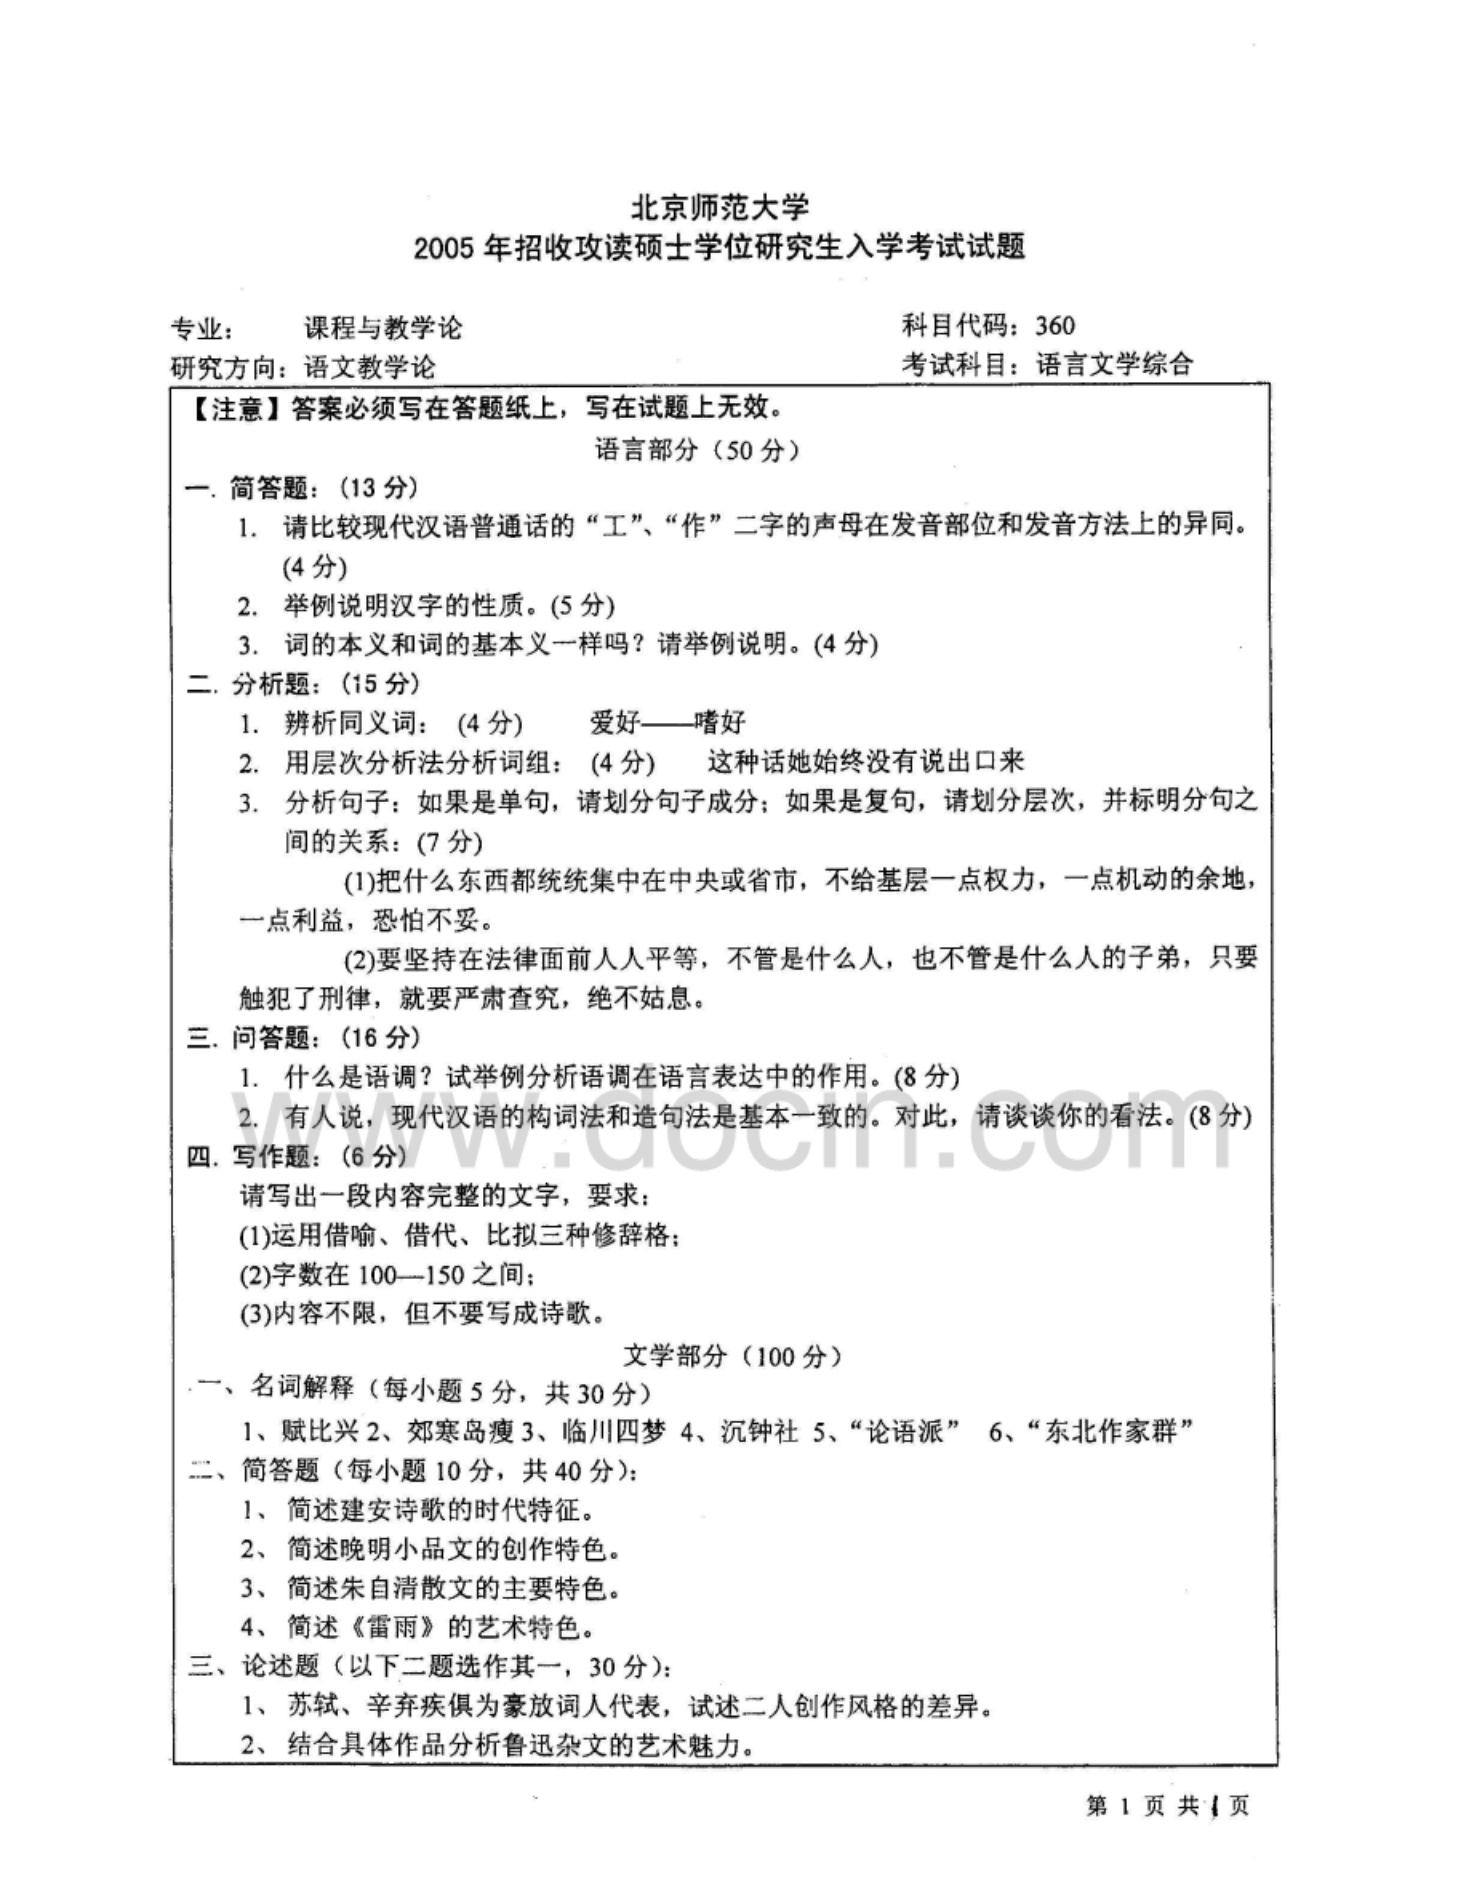 北京师范大学
2005 年招收攻读硕士学位研究生入学考试试题
专业： 课程与教学论 科目代码：360
研究方向：语文教学论 考试科目：语言文学综合
【注意】答案必须写在答题纸上，写在试题上无效。
语言部分（50 分）
一. 简答题：(13 分)
1. 请比较现代汉语普通话的“工”、“作”二字的声母在发音部位和发音方法上的异同。
(4 分)
2. 举例说明汉字的性质。(5 分)
3. 词的本义和词的基本义一样吗？请举例说明。(4 分)
二. 分析题：(15 分)
1. 辨析同义词： (4 分) 爱好——嗜好
2. 用层次分析法分析词组： (4 分) 这种话她始终没有说出口来
3. 分析句子：如果是单句，请划分句子成分；如果是复句，请划分层次，并标明分句之
间的关系：(7 分)
(1)把什么东西都统统集中在中央或省市，不给基层一点权力，一点机动的余地，
一点利益，恐怕不妥。
(2)要坚持在法律面前人人平等，不管是什么人，也不管是什么人的子弟，只要
触犯了刑律，就要严肃查究，绝不姑息。
三. 问答题：(16 分)
1. 什么是语调？试举例分析语调在语言表达中的作用。(8 分)
2. 有人说，现代汉语的构词法和造句法是基本一致的。对此，请谈谈你的看法。(8 分)
www.docin.com
四. 写作题：(6 分)
请写出一段内容完整的文字，要求：
(1)运用借喻、借代、比拟三种修辞格；
(2)字数在 100—150 之间；
(3)内容不限，但不要写成诗歌。
文学部分（100 分）
一、名词解释（每小题 5 分，共 30 分）
1、赋比兴 2、郊寒岛瘦 3、临川四梦 4、沉钟社 5、“论语派” 6、“东北作家群”
二、简答题（每小题 10 分，共 40 分）：
1、 简述建安诗歌的时代特征。
2、 简述晚明小品文的创作特色。
3、 简述朱自清散文的主要特色。
4、 简述《雷雨》的艺术特色。
三、论述题（以下二题选作其一，30 分）：
1、 苏轼、辛弃疾俱为豪放词人代表，试述二人创作风格的差异。
2、 结合具体作品分析鲁迅杂文的艺术魅力。
第 1 页 共 1 页